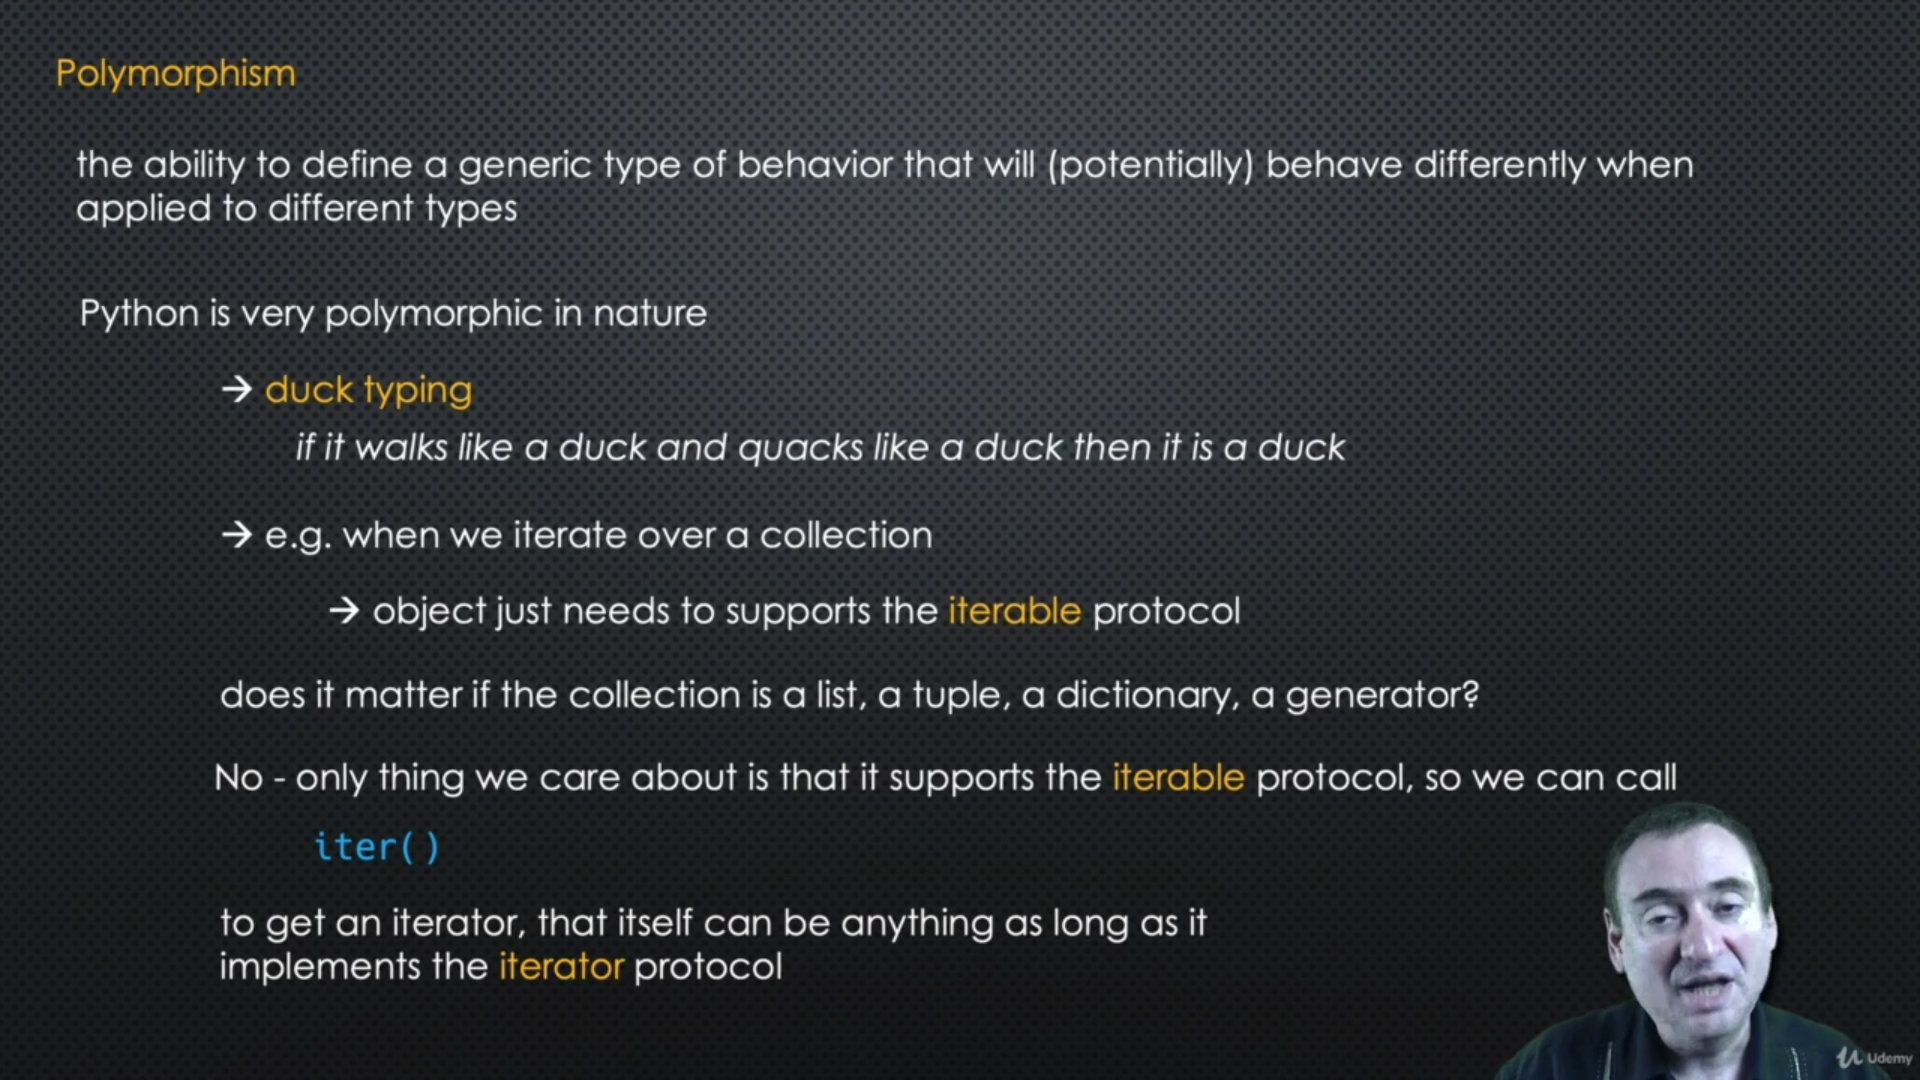 Polymorphism
the ability to define a generic type of behavior that will (potentially) behave differently when
applied to different types
Python is very polymorphic in nature
→ duck typing
if it walks like a duck and quacks like a duck then it is a duck
→ e.g. when we iterate over a collection
→ object just needs to supports the iterable protocol
does it matter if the collection is a list, a tuple, a dictionary, a generator?
No - only thing we care about is that it supports the iterable protocol, so we can call
iter()
to get an iterator, that itself can be anything as long as it
implements the iterator protocol
Udemy